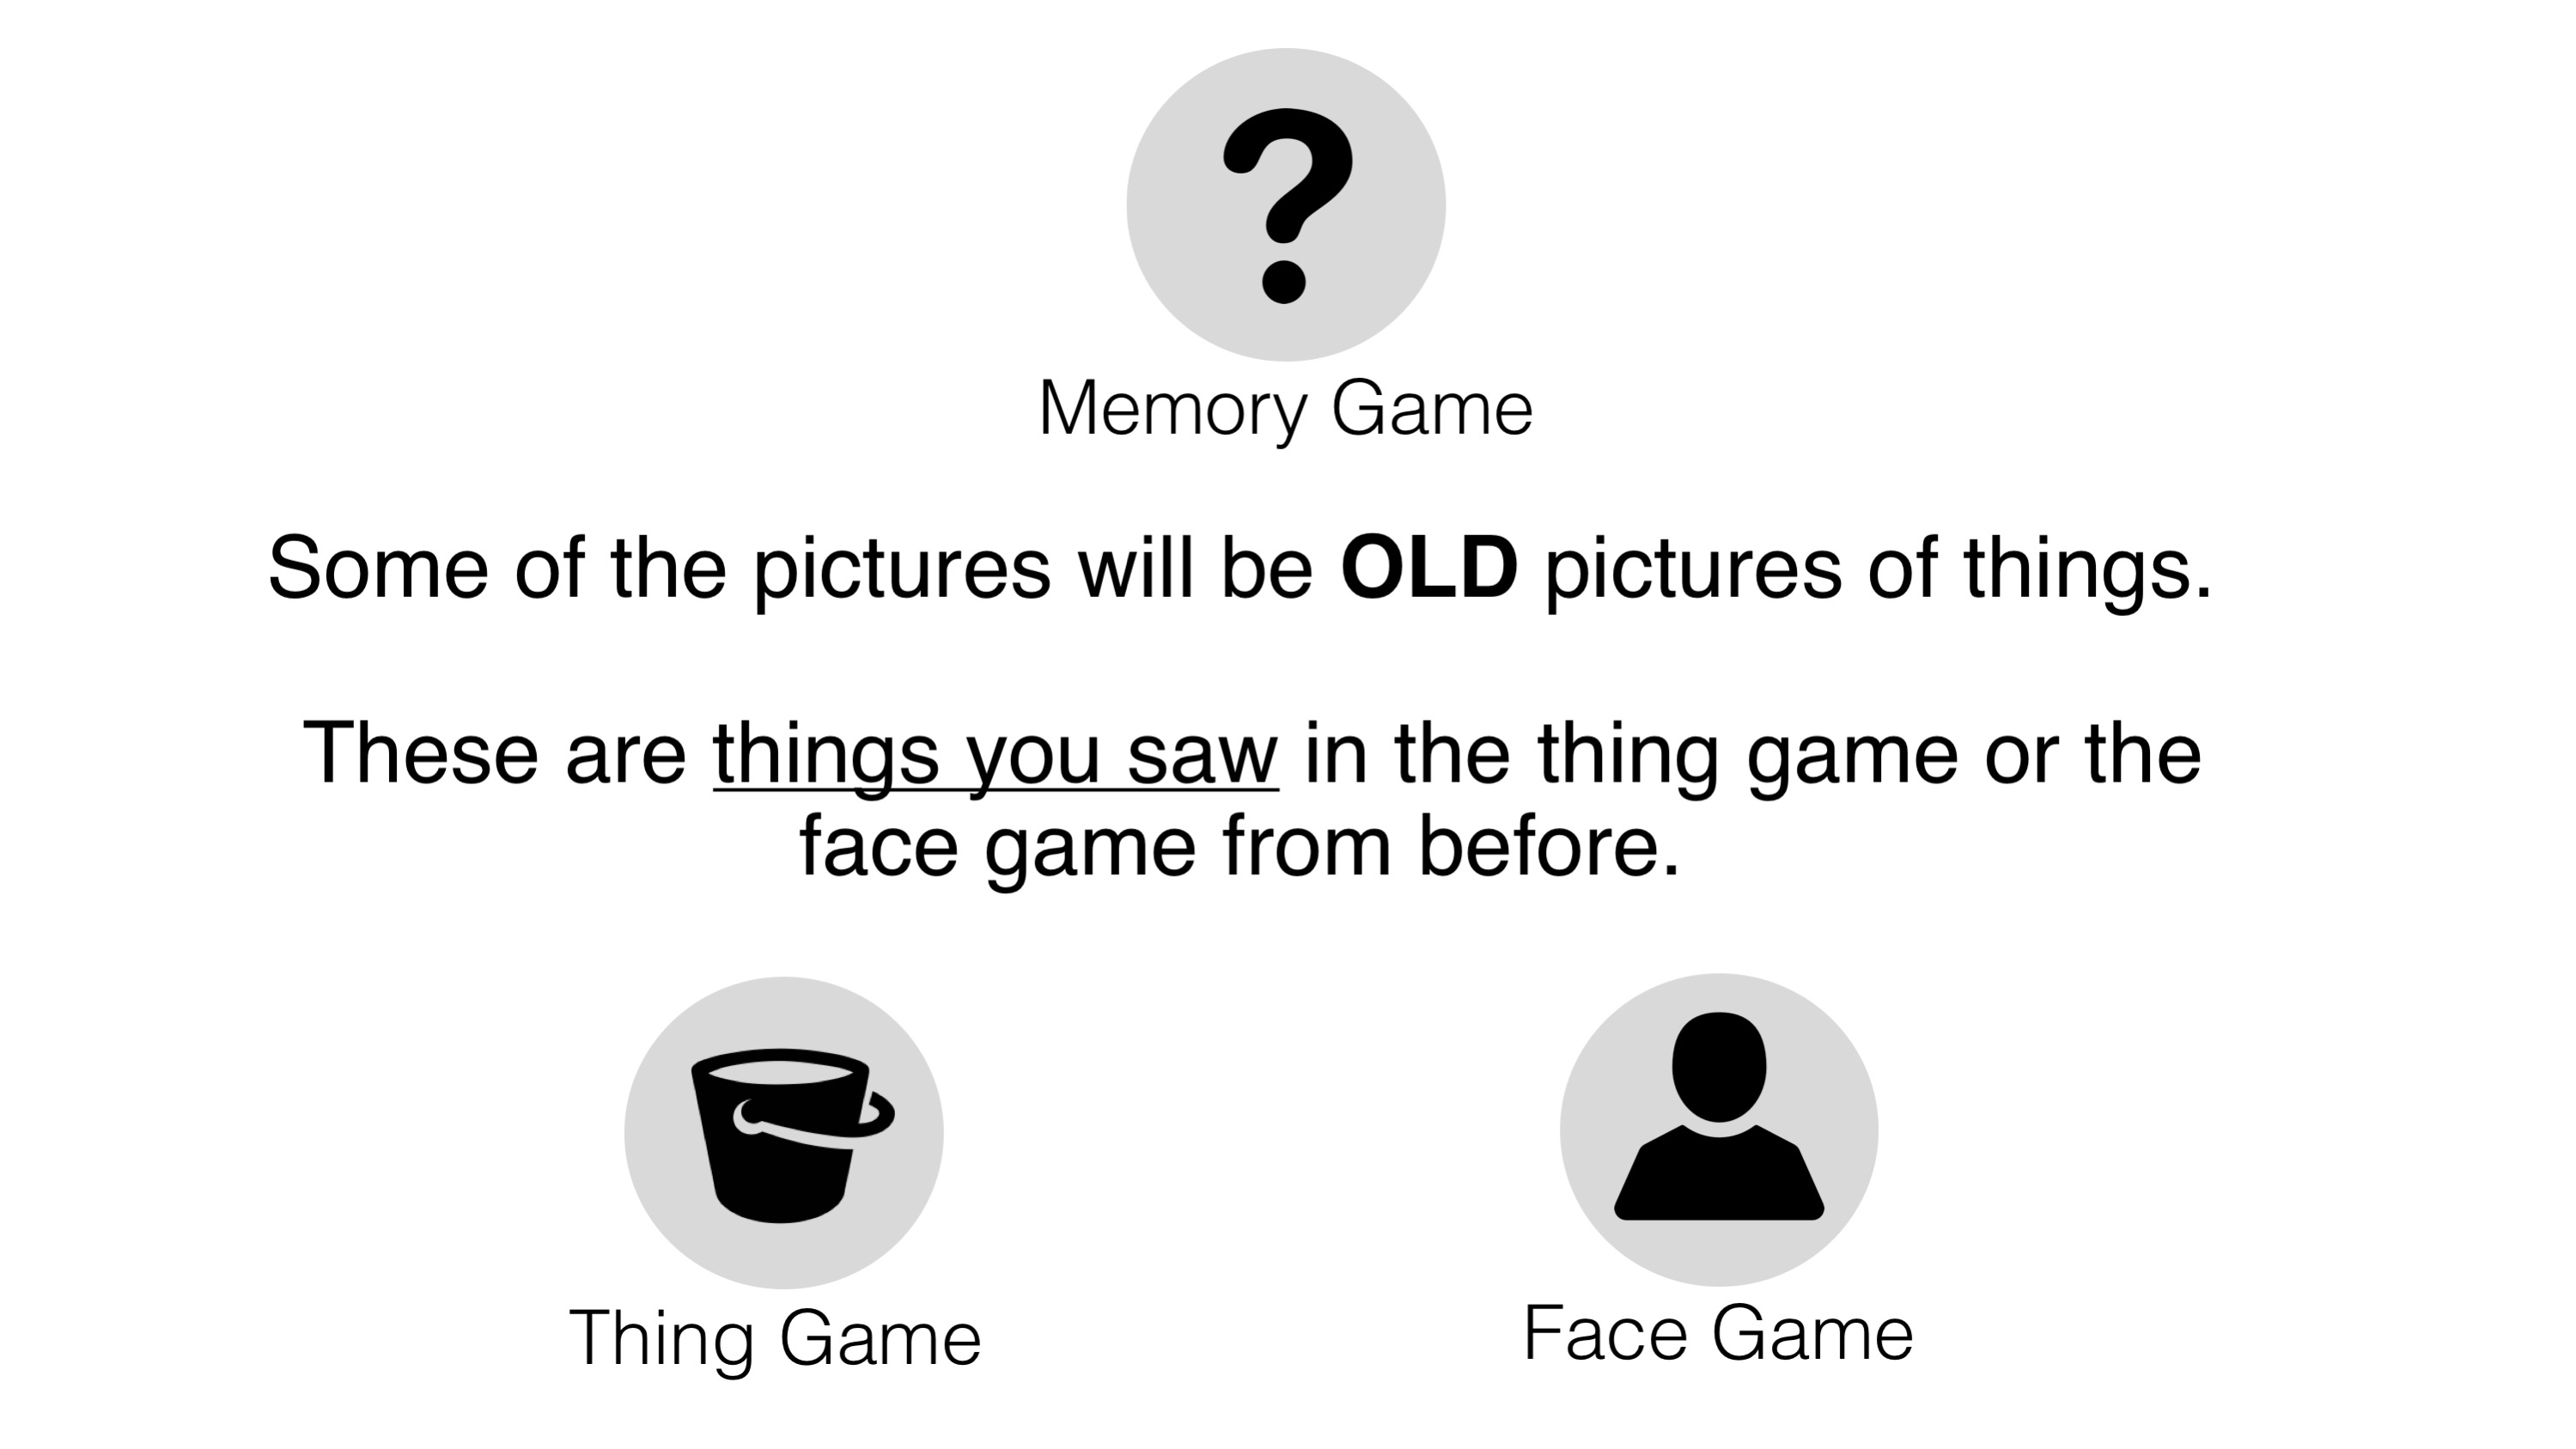 ?
Memory Game
Some of the pictures will be OLD pictures of things.
These are things you saw in the thing game or the
face game from before.
Thing Game
Face Game